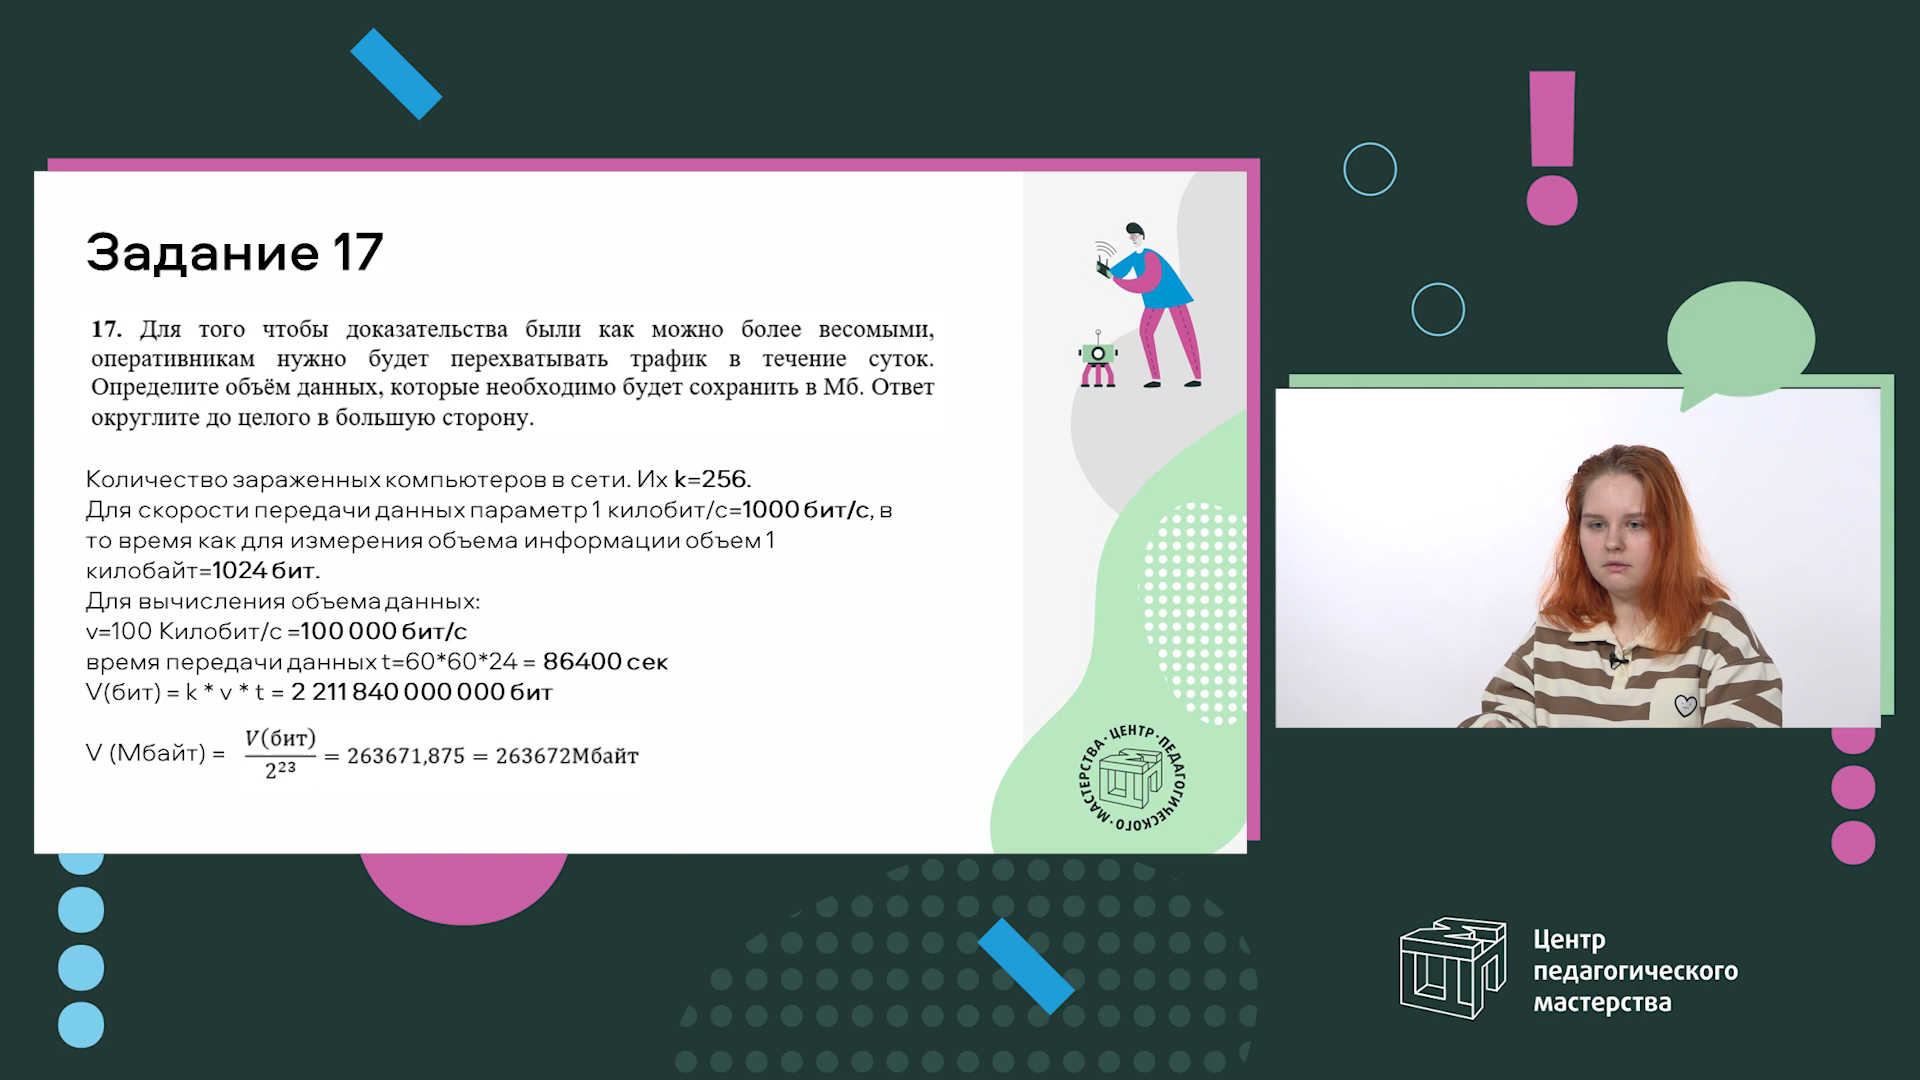 Задание 17
17. Для того чтобы доказательства были как можно более весомыми,
оперативникам нужно будет перехватывать трафик в течение суток.
Определите объём данных, которые необходимо будет сохранить в Мб. Ответ
округлите до целого в большую сторону.
Количество зараженных компьютеров в сети. Их k=256.
Для скорости передачи данных параметр 1 килобит/с=1000 бит/с, в
то время как для измерения объема информации объем 1
килобайт=1024 бит.
Для вычисления объема данных:
v=100 Килобит/с =100 000 бит/с
время передачи данных t=60*60*24 = 86400 сек
V(бит) = k * v * t = 2 211 840 000 000 бит
V (Мбайт) = V(бит)/2²³ = 263671,875 = 263672Мбайт
ЦЕНТР · ПЕДАГОГИЧЕСКОГО · МАСТЕРСТВА ·
Центр
педагогического
мастерства